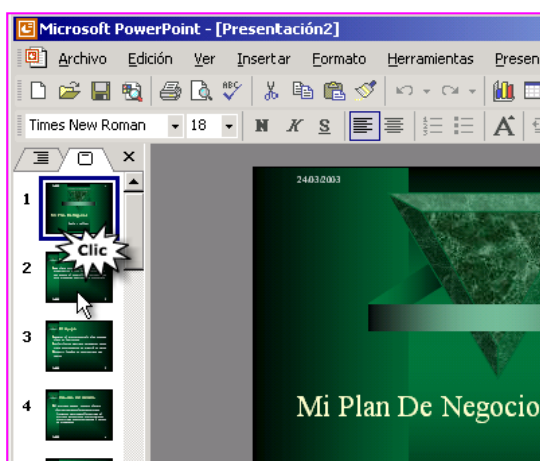 Microsoft PowerPoint - [Presentación2]
Archivo Edición Ver Insertar Formato Herramientas Presen
ABC
Times New Roman 18 N K S A
1
Clic
2
3
4
24/03/2003
Mi Plan De Negocio